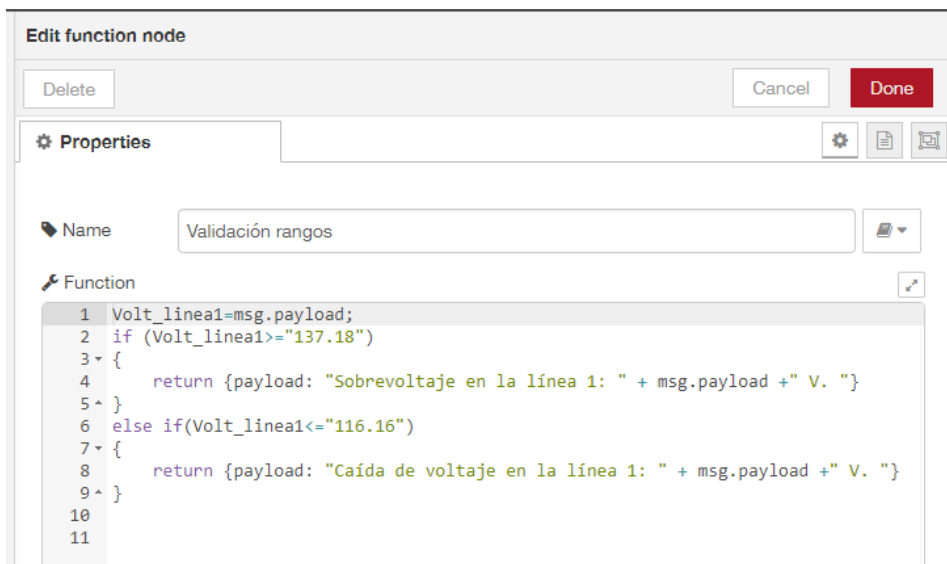 Edit function node
Delete
Cancel
Done
Properties
Name
Validación rangos
Function
1 Volt_linea1=msg.payload;
2 if (Volt_linea1>="137.18")
3 {
4 return {payload: "Sobrevoltaje en la línea 1: " + msg.payload +" V. "}
5 }
6 else if(Volt_linea1<="116.16")
7 {
8 return {payload: "Caída de voltaje en la línea 1: " + msg.payload +" V. "}
9 }
10
11